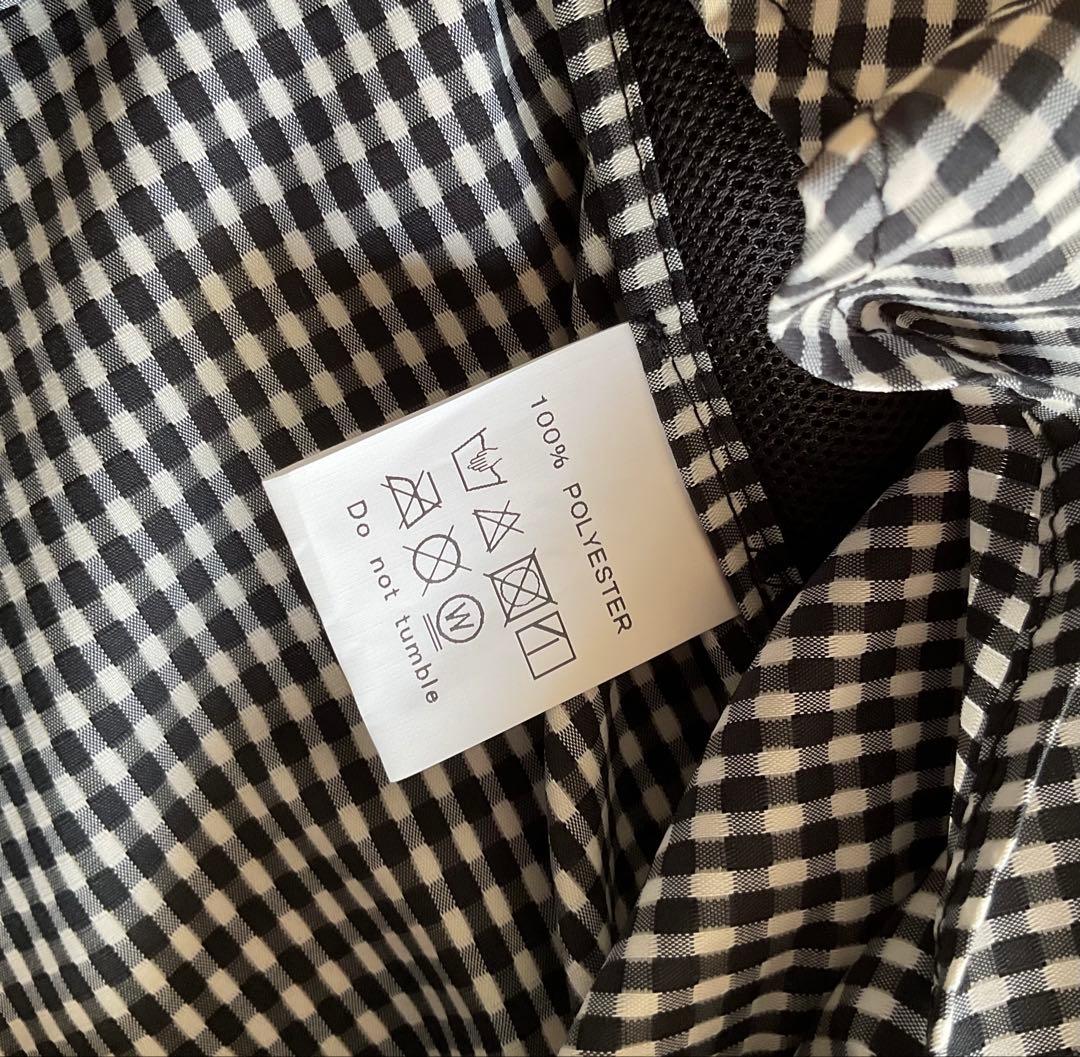 100% POLYESTER
W
Do not tumble